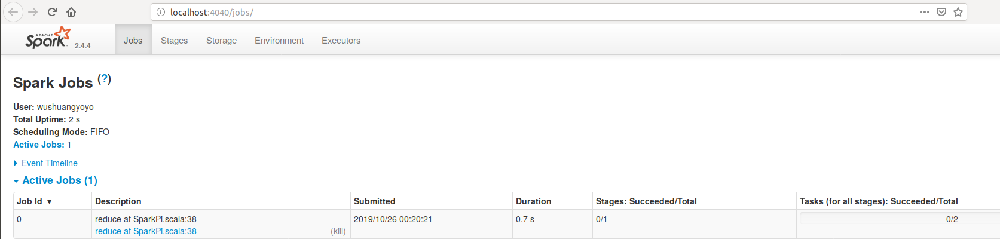 localhost:4040/jobs/
APACHE
Spark 2.4.4 Jobs Stages Storage Environment Executors
Spark Jobs (?)
User: wushuangyoyo
Total Uptime: 2 s
Scheduling Mode: FIFO
Active Jobs: 1
Event Timeline
Active Jobs (1)
Job Id ▾ Description Submitted Duration Stages: Succeeded/Total Tasks (for all stages): Succeeded/Total
0 reduce at SparkPi.scala:38 2019/10/26 00:20:21 0.7 s 0/1 0/2
reduce at SparkPi.scala:38 (kill)